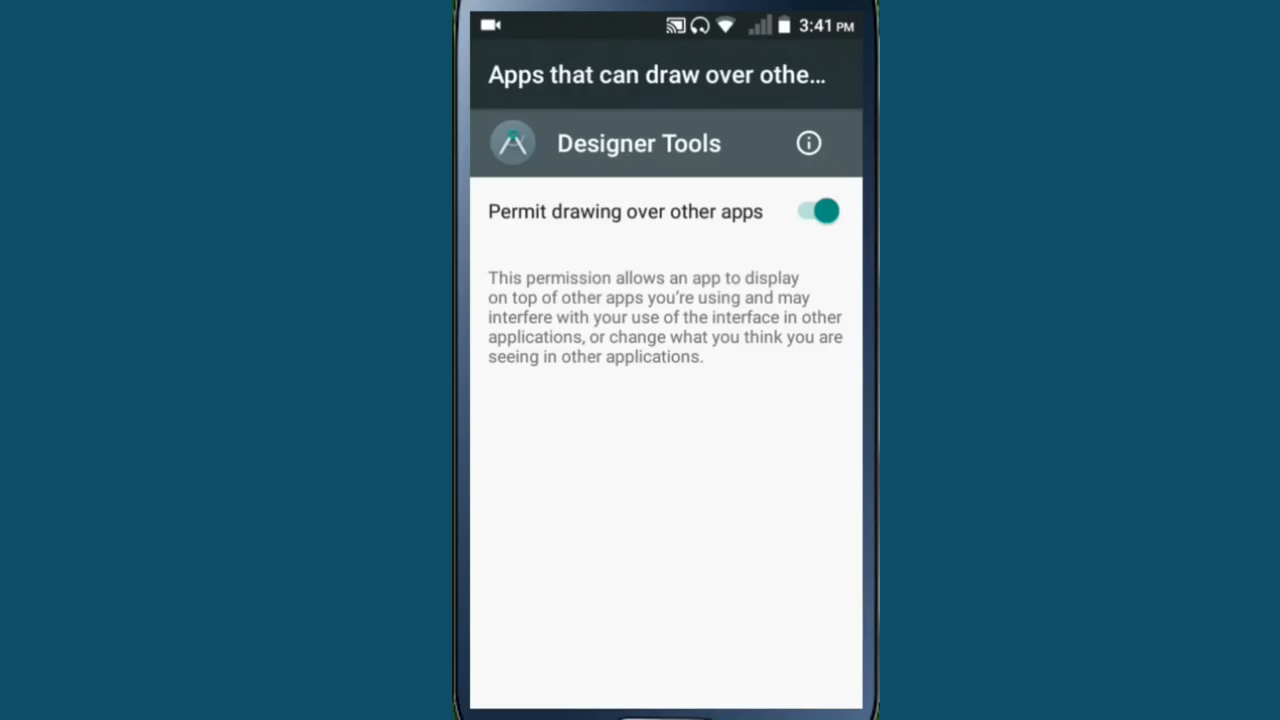 3:41 PM
Apps that can draw over othe...
Designer Tools
Permit drawing over other apps
This permission allows an app to display
on top of other apps you're using and may
interfere with your use of the interface in other
applications, or change what you think you are
seeing in other applications.